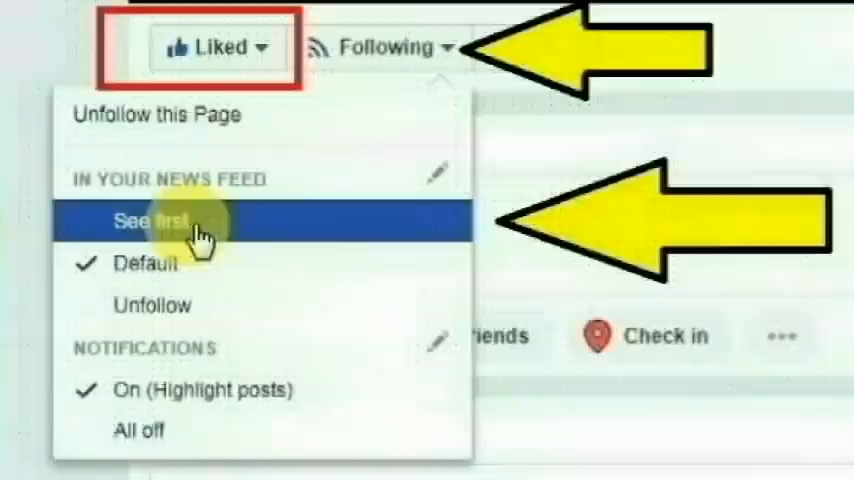 Liked Following
Unfollow this Page
IN YOUR NEWS FEED
See first
Default
Unfollow
NOTIFICATIONS
riends Check in
On (Highlight posts)
All off